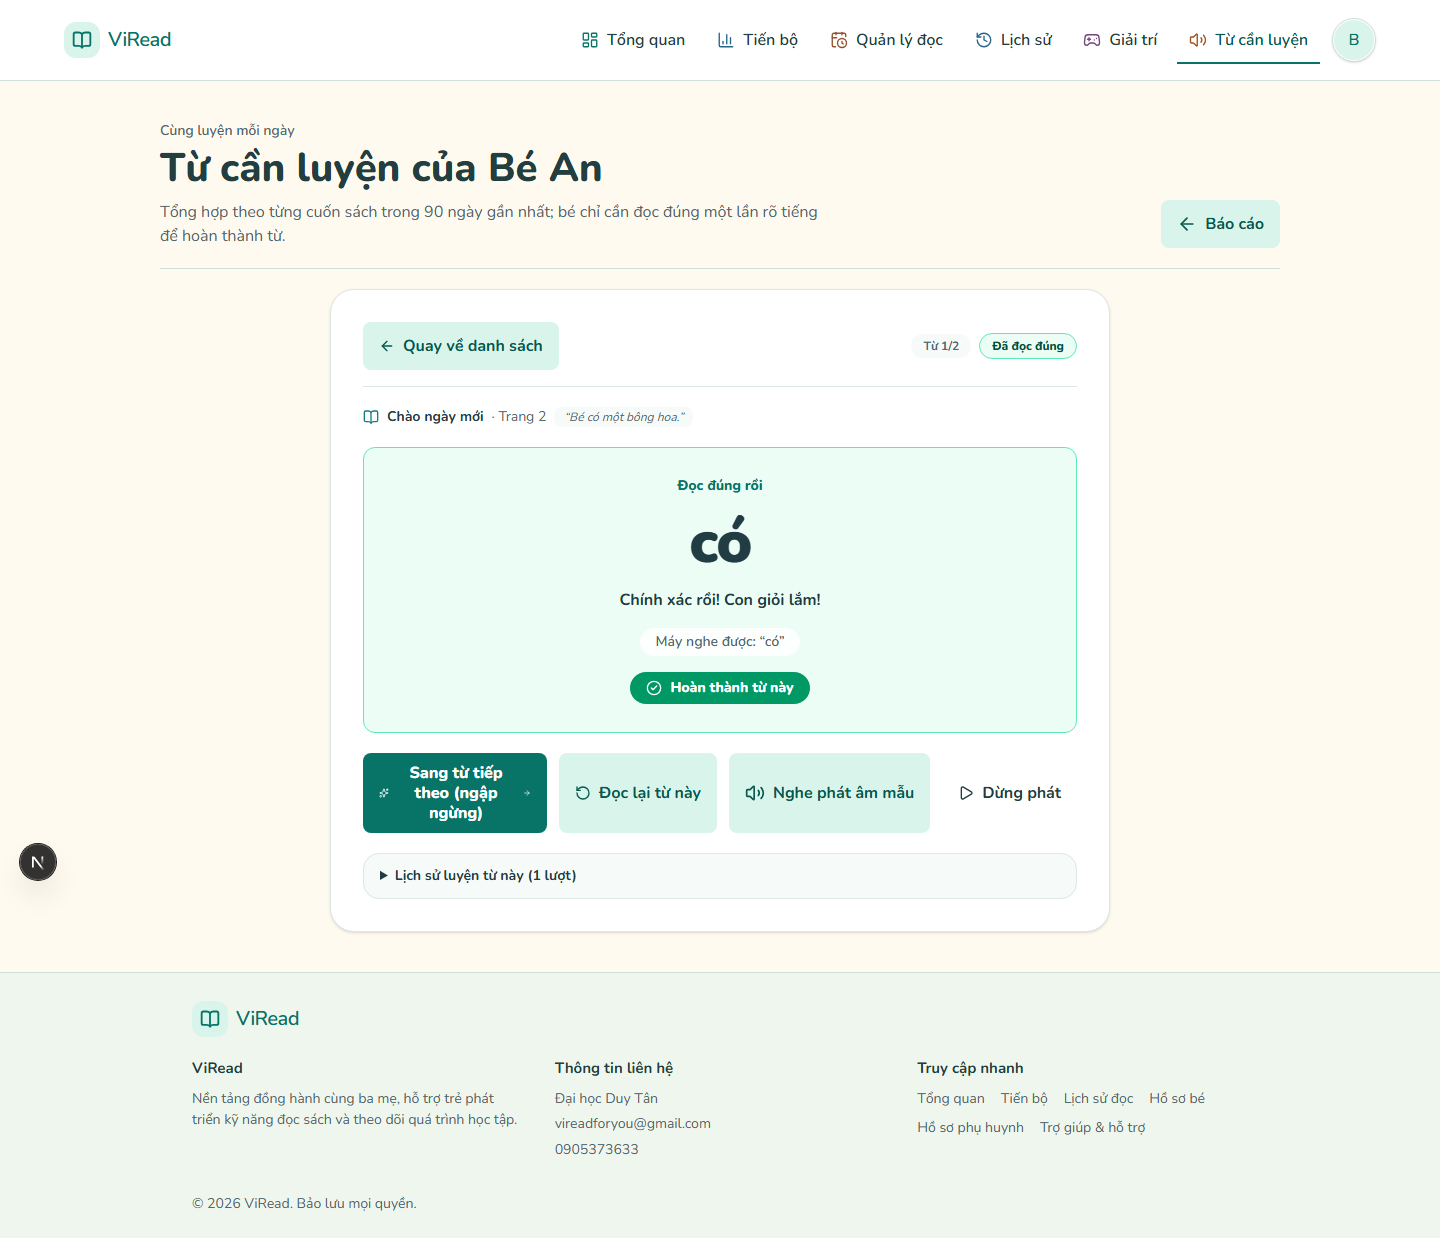 ViRead
Tổng quan
Tiến bộ
Quản lý đọc
Lịch sử
Giải trí
Từ cần luyện
B
Cùng luyện mỗi ngày
Từ cần luyện của Bé An
Tổng hợp theo từng cuốn sách trong 90 ngày gần nhất; bé chỉ cần đọc đúng một lần rõ tiếng
để hoàn thành từ.
Báo cáo
Quay về danh sách
Từ 1/2
Đã đọc đúng
Chào ngày mới · Trang 2 “Bé có một bông hoa.”
Đọc đúng rồi
có
Chính xác rồi! Con giỏi lắm!
Máy nghe được: “có”
Hoàn thành từ này
Sang từ tiếp
theo (ngập
ngừng)
Đọc lại từ này
Nghe phát âm mẫu
Dừng phát
Lịch sử luyện từ này (1 lượt)
N
ViRead
ViRead
Nền tảng đồng hành cùng ba mẹ, hỗ trợ trẻ phát
triển kỹ năng đọc sách và theo dõi quá trình học tập.
Thông tin liên hệ
Đại học Duy Tân
vireadforyou@gmail.com
0905373633
Truy cập nhanh
Tổng quan Tiến bộ Lịch sử đọc Hồ sơ bé
Hồ sơ phụ huynh Trợ giúp & hỗ trợ
© 2026 ViRead. Bảo lưu mọi quyền.